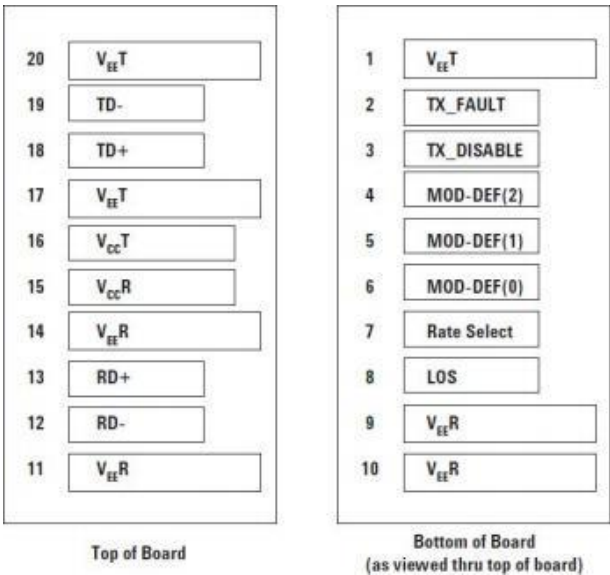 20 VEET
19 TD-
18 TD+
17 VEET
16 VCCT
15 VCCR
14 VEER
13 RD+
12 RD-
11 VEER
Top of Board
1 VEET
2 TX_FAULT
3 TX_DISABLE
4 MOD-DEF(2)
5 MOD-DEF(1)
6 MOD-DEF(0)
7 Rate Select
8 LOS
9 VEER
10 VEER
Bottom of Board
(as viewed thru top of board)